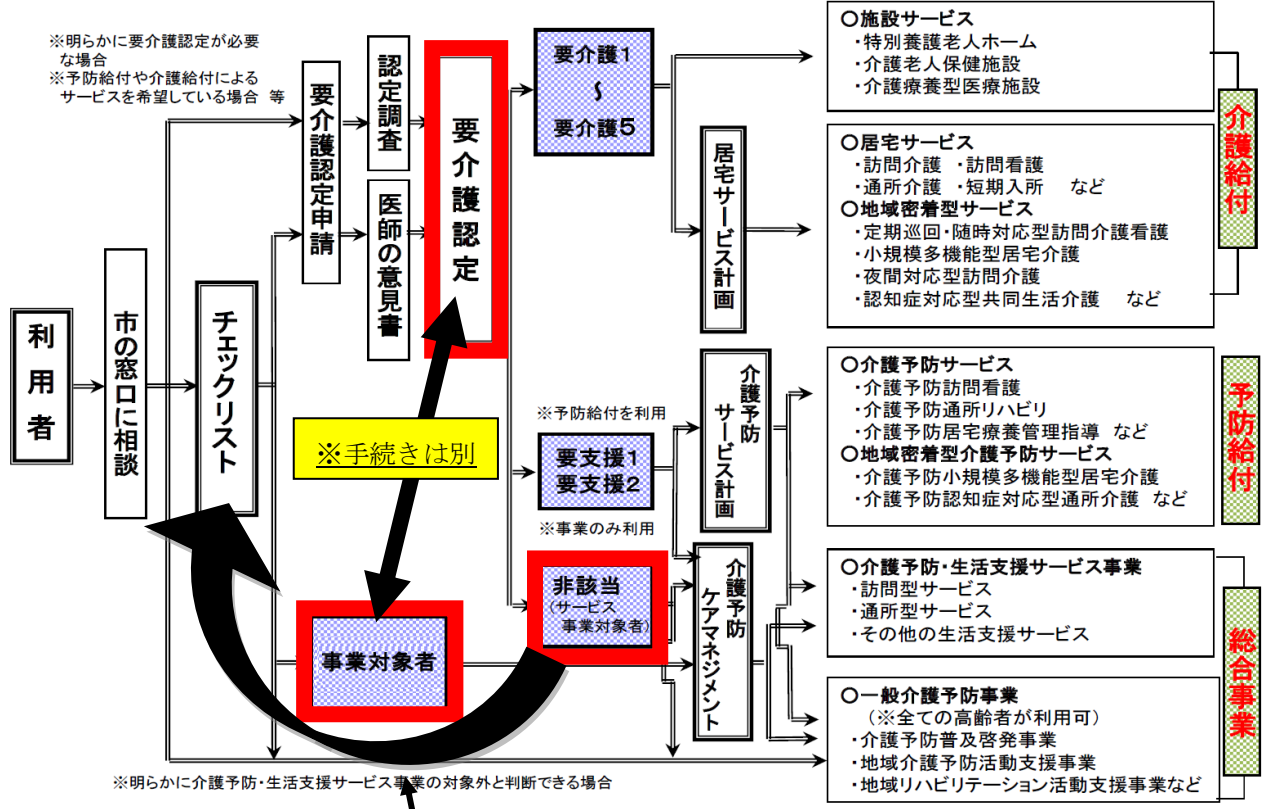 ※明らかに要介護認定が必要
な場合
※予防給付や介護給付による
サービスを希望している場合 等
利用者
市の窓口に相談
チェックリスト
要介護認定申請
認定調査
医師の意見書
要介護認定
※手続きは別
事業対象者
要介護1
~
要介護5
※予防給付を利用
要支援1
要支援2
※事業のみ利用
非該当
(サービス
事業対象者)
居宅サービス計画
介護予防
サービス計画
介護予防
ケアマネジメント
○施設サービス
・特別養護老人ホーム
・介護老人保健施設
・介護療養型医療施設
○居宅サービス
・訪問介護 ・訪問看護
・通所介護 ・短期入所 など
○地域密着型サービス
・定期巡回・随時対応型訪問介護看護
・小規模多機能型居宅介護
・夜間対応型訪問介護
・認知症対応型共同生活介護 など
介護給付
○介護予防サービス
・介護予防訪問看護
・介護予防通所リハビリ
・介護予防居宅療養管理指導 など
○地域密着型介護予防サービス
・介護予防小規模多機能型居宅介護
・介護予防認知症対応型通所介護 など
予防給付
○介護予防・生活支援サービス事業
・訪問型サービス
・通所型サービス
・その他の生活支援サービス
○一般介護予防事業
(※全ての高齢者が利用可)
・介護予防普及啓発事業
・地域介護予防活動支援事業
・地域リハビリテーション活動支援事業など
総合事業
※明らかに介護予防・生活支援サービス事業の対象外と判断できる場合